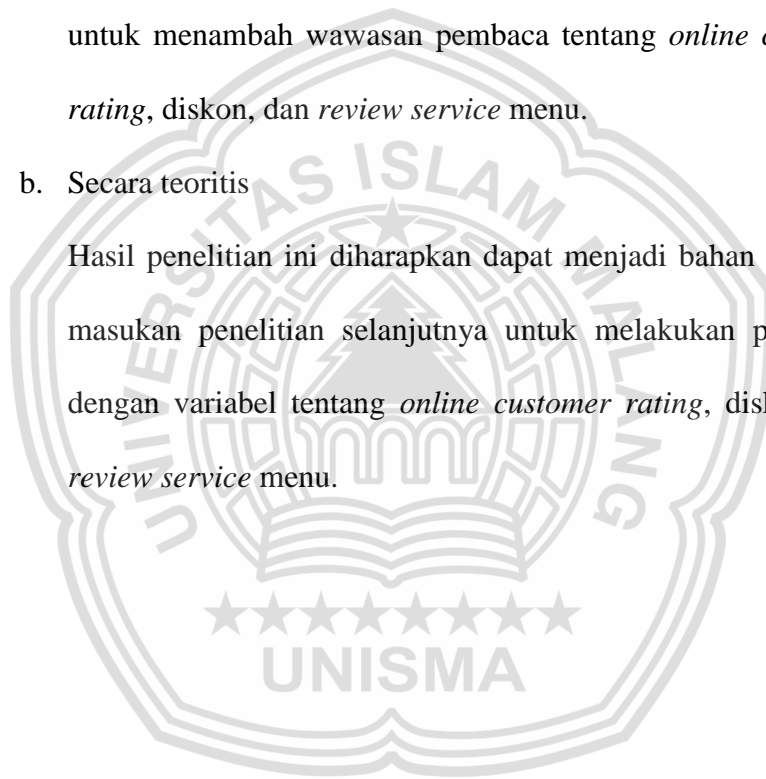 untuk menambah wawasan pembaca tentang online
rating, diskon, dan review service menu.
b. Secara teoritis
Hasil penelitian ini diharapkan dapat menjadi bahan
masukan penelitian selanjutnya untuk melakukan
dengan variabel tentang online customer rating,
review service menu.
UNIVERSITAS ISLAM MALANG
UNISMA